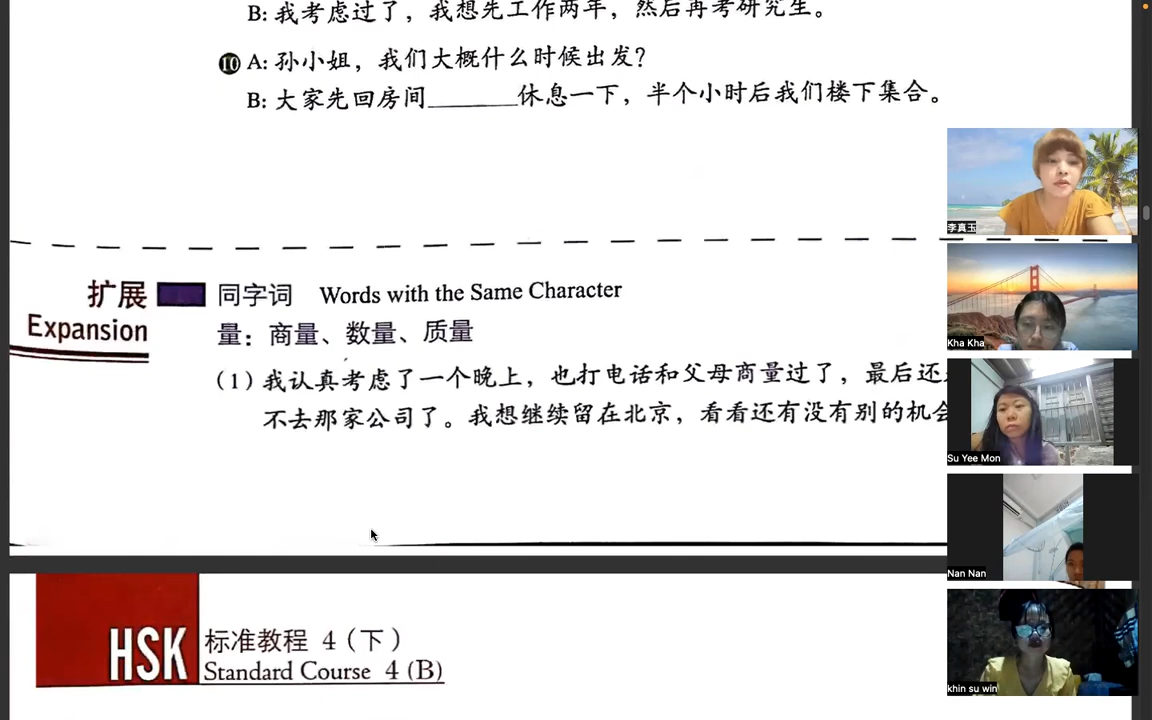 B: 我考虑过了，我想先工作两年，然后再考研究生。
10 A: 孙小姐，我们大概什么时候出发？
B: 大家先回房间______休息一下，半个小时后我们楼下集合。
扩展
Expansion
同字词 Words with the Same Character
量：商量、数量、质量
（1）我认真考虑了一个晚上，也打电话和父母商量过了，最后还
不去那家公司了。我想继续留在北京，看看还有没有别的机会
HSK 标准教程 4（下）
Standard Course 4 (B)
李真玉
Kha Kha
Su Yee Mon
Nan Nan
khin su win